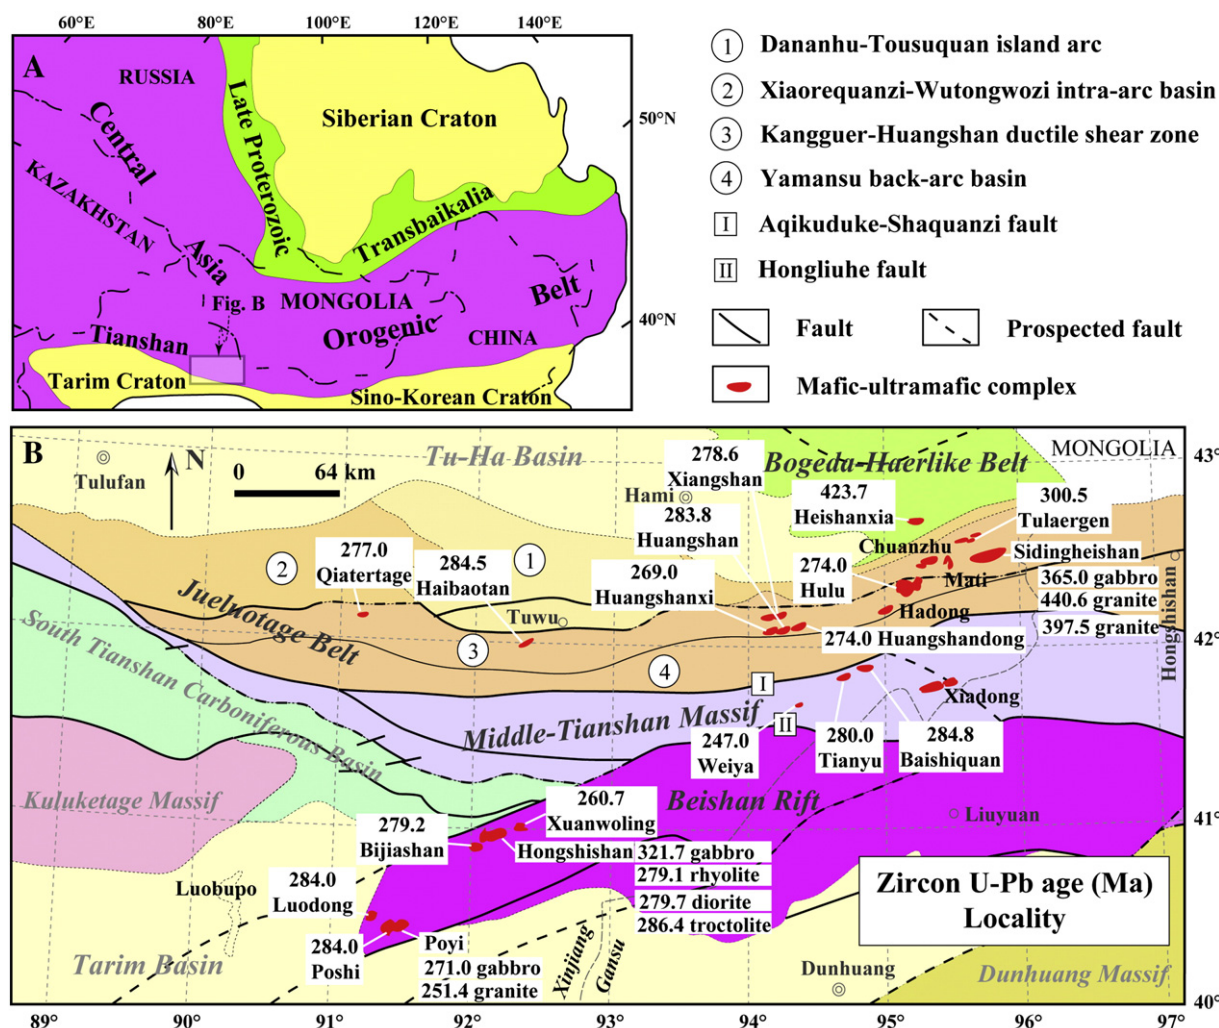 60°E 80°E 100°E 120°E 140°E
A
RUSSIA
Central
Asia
Orogenic
Belt
KAZAKHSTAN
Late Proterozoic
Siberian Craton
Transbaikalia
50°N
MONGOLIA
Fig. B
CHINA
40°N
Tianshan
Tarim Craton
Sino-Korean Craton
1 Dananhu-Tousuquan island arc
2 Xiaorequanzi-Wutongwozi intra-arc basin
3 Kangguer-Huangshan ductile shear zone
4 Yamansu back-arc basin
I Aqikuduke-Shaquanzi fault
II Hongliuhe fault
Fault
Prospected fault
Mafic-ultramafic complex
B
Tulufan
N
0 64 km
Tu-Ha Basin
Hami
278.6
Xiangshan
283.8
Huangshan
269.0
Huangshanxi
Bogeda-Haerlike Belt
MONGOLIA
43°
423.7
Heishanxia
300.5
Tulaergen
Chuanzhu
Sidingheishan
274.0
Hulu
Mati
Hadong
365.0 gabbro
440.6 granite
397.5 granite
Hongshishan
42°
277.0
Qiatertage
284.5
Haibaotan
1
2
Tuwu
Jueluotage Belt
3
4
274.0 Huangshandong
I
South Tianshan Carboniferous Basin
Middle-Tianshan Massif
II
Xiadong
247.0
Weiya
280.0
Tianyu
284.8
Baishiquan
Kuluketage Massif
Beishan Rift
Liuyuan
41°
260.7
Xuanwoling
279.2
Bijiashan
Hongshishan
321.7 gabbro
279.1 rhyolite
279.7 diorite
286.4 troctolite
Luobupo
284.0
Luodong
284.0
Poshi
Poyi
271.0 gabbro
251.4 granite
Tarim Basin
Xinjiang
Gansu
Zircon U-Pb age (Ma)
Locality
Dunhuang
Dunhuang Massif
40°
89° 90° 91° 92° 93° 94° 95° 96° 97°